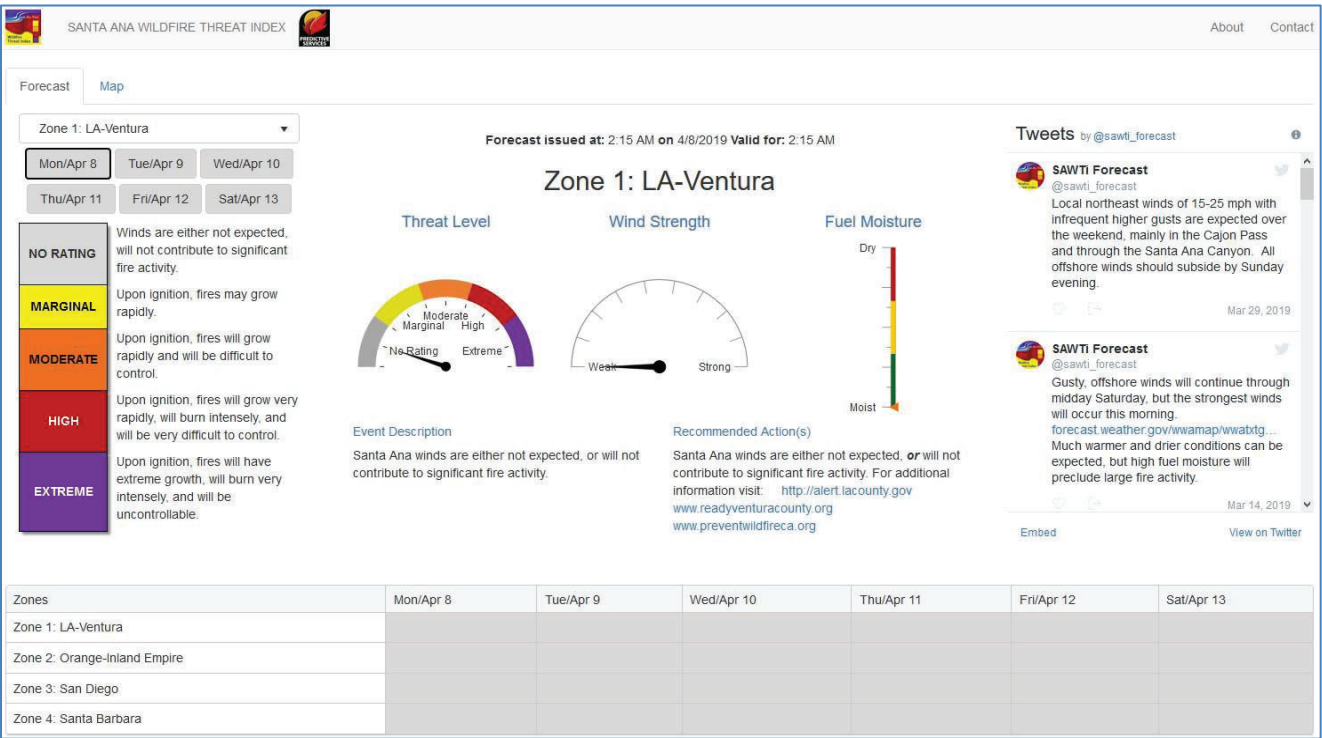 SANTA ANA WILDFIRE THREAT INDEX
PREDICTIVE
SERVICES
About Contact
Forecast Map
Zone 1: LA-Ventura
Mon/Apr 8 Tue/Apr 9 Wed/Apr 10
Thu/Apr 11 Fri/Apr 12 Sat/Apr 13
NO RATING
Winds are either not expected,
will not contribute to significant
fire activity.
MARGINAL
Upon ignition, fires may grow
rapidly.
MODERATE
Upon ignition, fires will grow
rapidly and will be difficult to
control.
HIGH
Upon ignition, fires will grow very
rapidly, will burn intensely, and
will be very difficult to control.
EXTREME
Upon ignition, fires will have
extreme growth, will burn very
intensely, and will be
uncontrollable.
Forecast issued at: 2:15 AM on 4/8/2019 Valid for: 2:15 AM
Zone 1: LA-Ventura
Threat Level
Moderate
Marginal High
No Rating Extreme
Wind Strength
Weak Strong
Fuel Moisture
Dry
Moist
Event Description
Santa Ana winds are either not expected, or will not
contribute to significant fire activity.
Recommended Action(s)
Santa Ana winds are either not expected, or will not
contribute to significant fire activity. For additional
information visit: http://alert.lacounty.gov
www.readyventuracounty.org
www.preventwildfireca.org
Tweets by @sawti_forecast
SAWTi Forecast
@sawti_forecast
Local northeast winds of 15-25 mph with
infrequent higher gusts are expected over
the weekend, mainly in the Cajon Pass
and through the Santa Ana Canyon. All
offshore winds should subside by Sunday
evening.
Mar 29, 2019
SAWTi Forecast
@sawti_forecast
Gusty, offshore winds will continue through
midday Saturday, but the strongest winds
will occur this morning.
forecast.weather.gov/wwamap/wwatxtg…
Much warmer and drier conditions can be
expected, but high fuel moisture will
preclude large fire activity.
Mar 14, 2019
Embed View on Twitter
Zones Mon/Apr 8 Tue/Apr 9 Wed/Apr 10 Thu/Apr 11 Fri/Apr 12 Sat/Apr 13
Zone 1: LA-Ventura
Zone 2: Orange-Inland Empire
Zone 3: San Diego
Zone 4: Santa Barbara